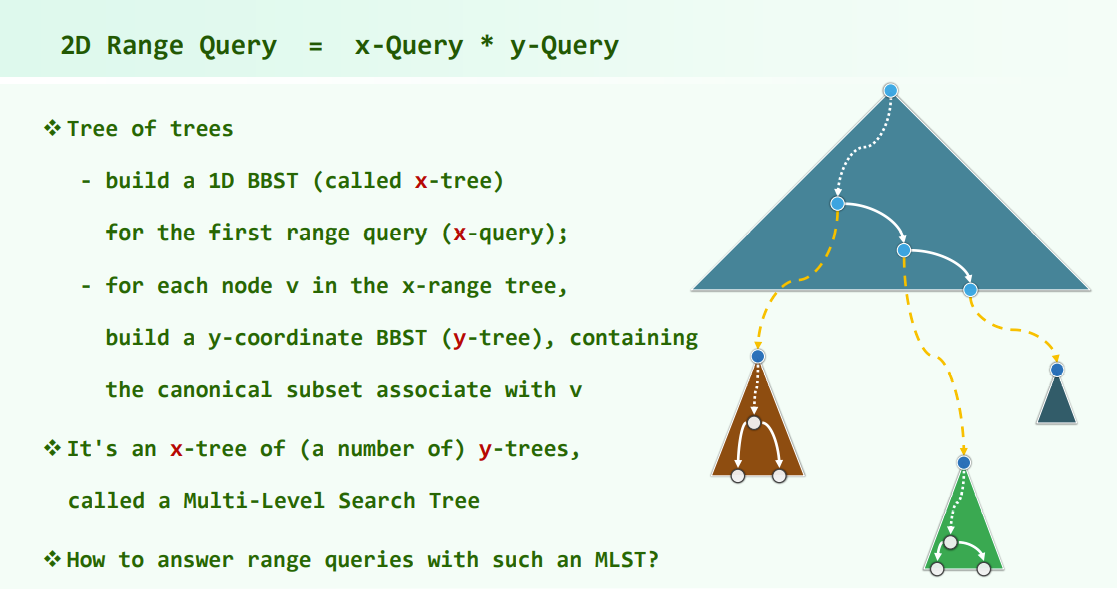 2D Range Query = x-Query * y-Query
❖ Tree of trees
- build a 1D BBST (called x-tree)
for the first range query (x-query);
- for each node v in the x-range tree,
build a y-coordinate BBST (y-tree), containing
the canonical subset associate with v
❖ It's an x-tree of (a number of) y-trees,
called a Multi-Level Search Tree
❖ How to answer range queries with such an MLST?